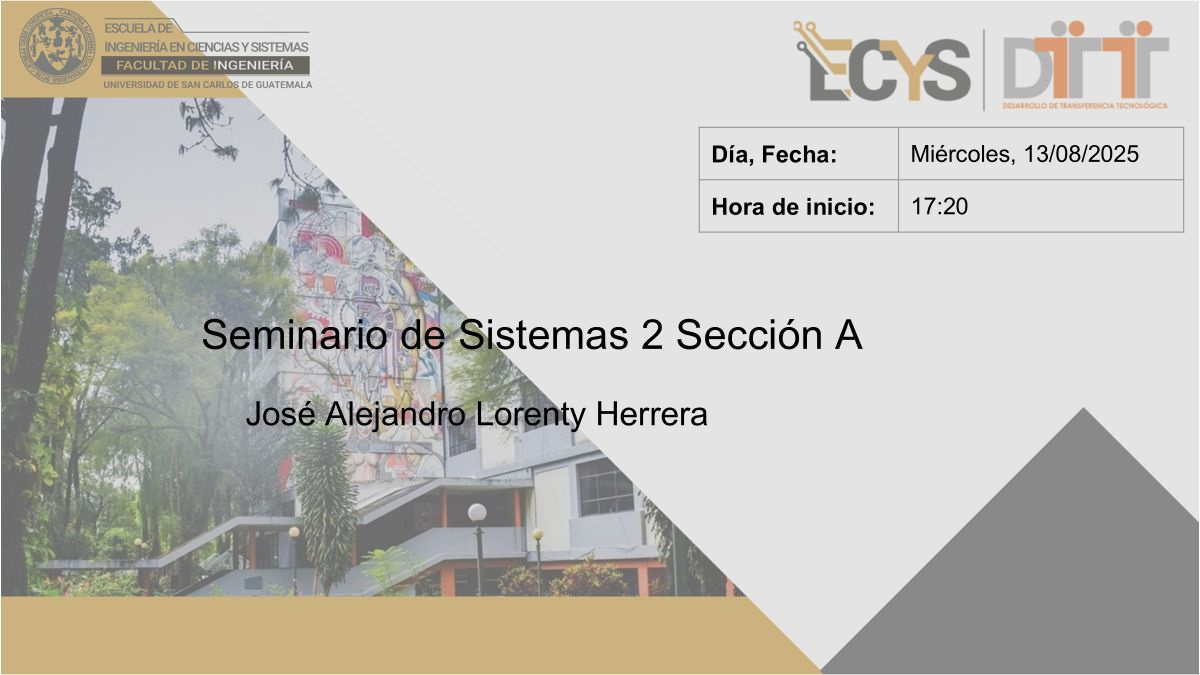 ESCUELA DE
INGENIERÍA EN CIENCIAS Y SISTEMAS
FACULTAD DE INGENIERÍA
UNIVERSIDAD DE SAN CARLOS DE GUATEMALA
ECYS
DTT
DESARROLLO DE TRANSFERENCIA TECNOLÓGICA
Día, Fecha: Miércoles, 13/08/2025
Hora de inicio: 17:20
Seminario de Sistemas 2 Sección A
José Alejandro Lorenty Herrera